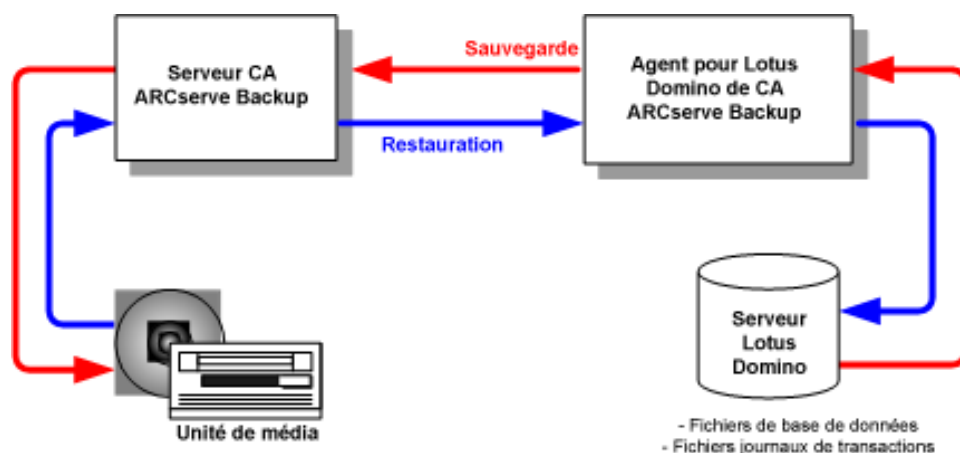 Serveur CA
ARCserve Backup
Sauvegarde
Restauration
Agent pour Lotus
Domino de CA
ARCserve Backup
Unité de média
Serveur
Lotus
Domino
- Fichiers de base de données
- Fichiers journaux de transactions